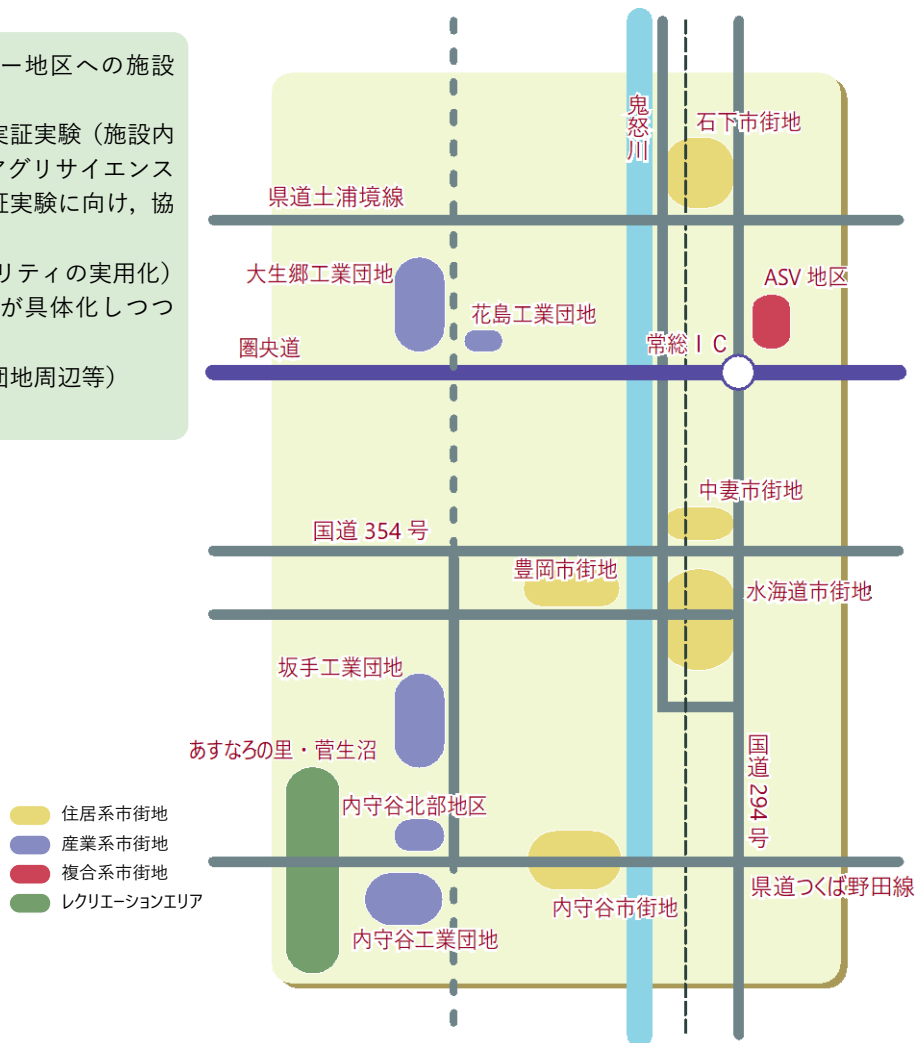 ー地区への施設
実証実験（施設内
アグリサイエンス
証実験に向け，協
リティの実用化）
が具体化しつつ
団地周辺等）
鬼怒川
石下市街地
県道土浦境線
大生郷工業団地
ASV 地区
花島工業団地
圏央道
常総ＩＣ
中妻市街地
国道 354 号
豊岡市街地
水海道市街地
坂手工業団地
あすなろの里・菅生沼
国道 294 号
内守谷北部地区
住居系市街地
産業系市街地
複合系市街地
レクリエーションエリア
県道つくば野田線
内守谷市街地
内守谷工業団地